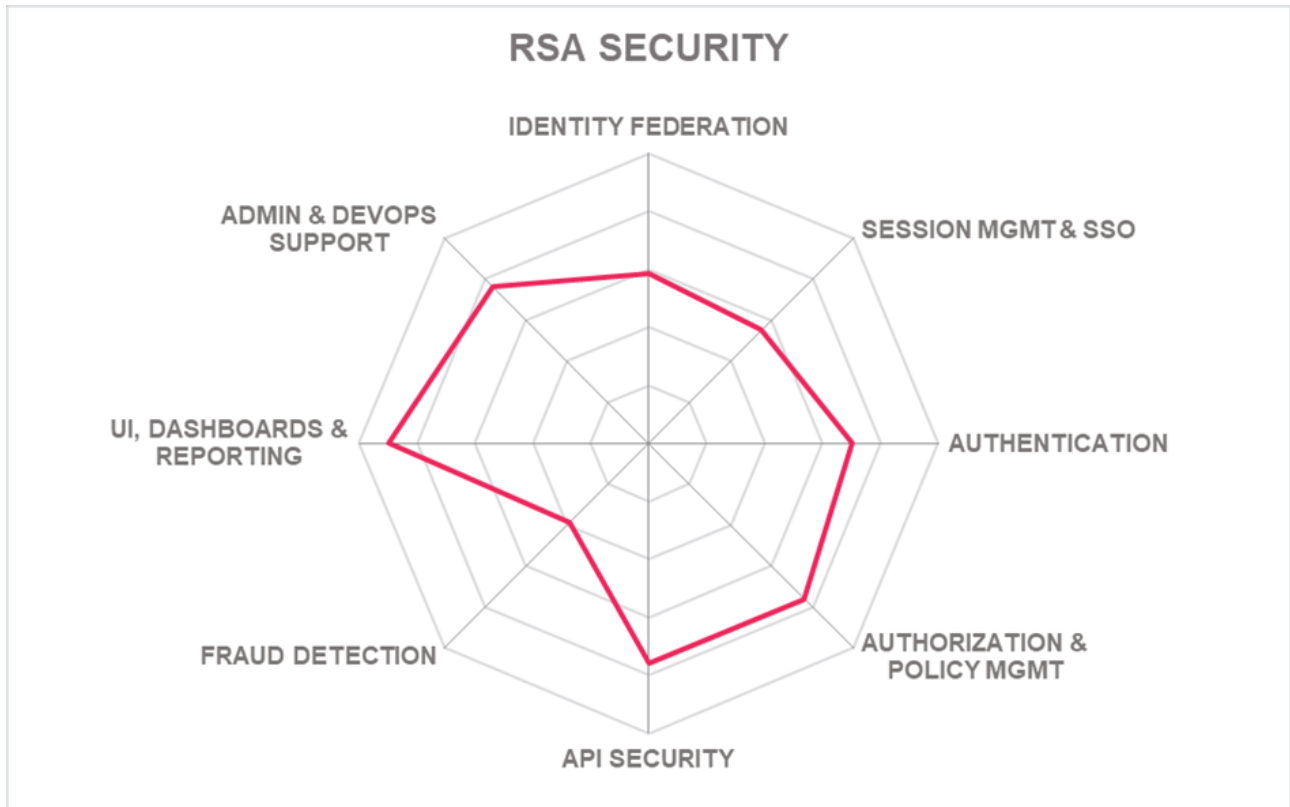 RSA SECURITY
IDENTITY FEDERATION
ADMIN & DEVOPS
SUPPORT
SESSION MGMT & SSO
UI, DASHBOARDS &
REPORTING
AUTHENTICATION
FRAUD DETECTION
AUTHORIZATION &
POLICY MGMT
API SECURITY